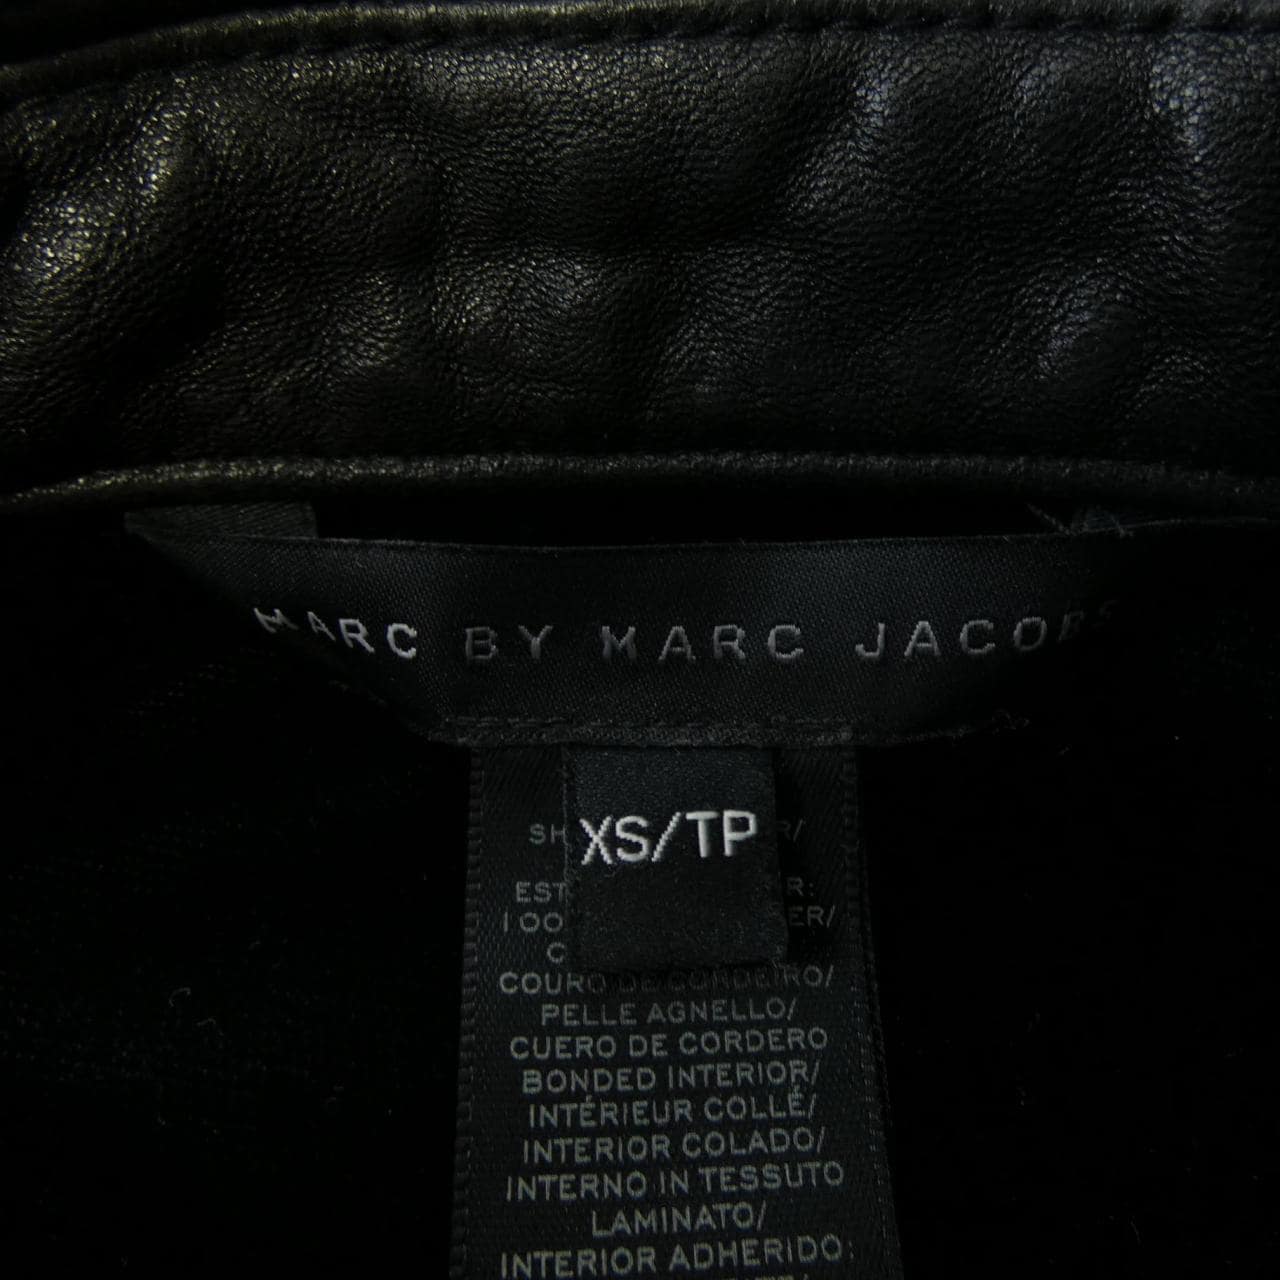 MARC BY MARC JACOBS
XS/TP
COURO DE CORDEIRO/
PELLE AGNELLO/
CUERO DE CORDERO
BONDED INTERIOR/
INTÉRIEUR COLLÉ/
INTERIOR COLADO/
INTERNO IN TESSUTO
LAMINATO/
INTERIOR ADHERIDO: